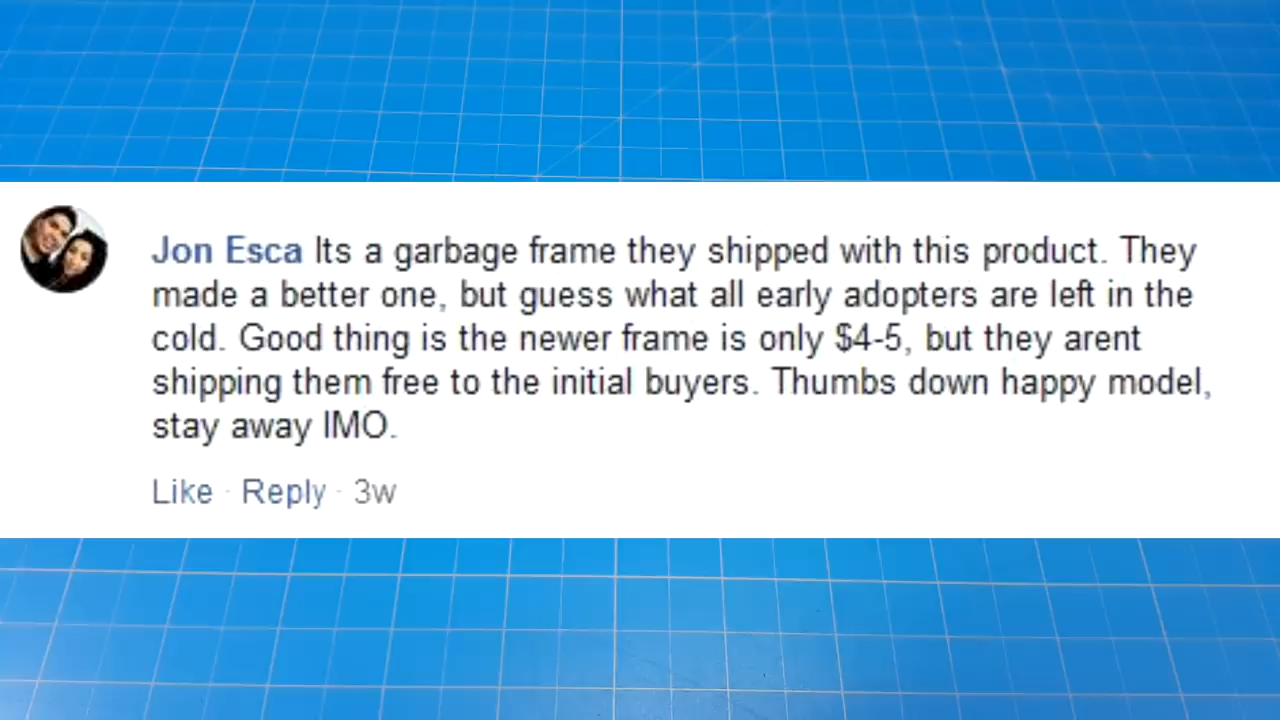 Jon Esca Its a garbage frame they shipped with this product. They
made a better one, but guess what all early adopters are left in the
cold. Good thing is the newer frame is only $4-5, but they arent
shipping them free to the initial buyers. Thumbs down happy model,
stay away IMO.
Like · Reply · 3w